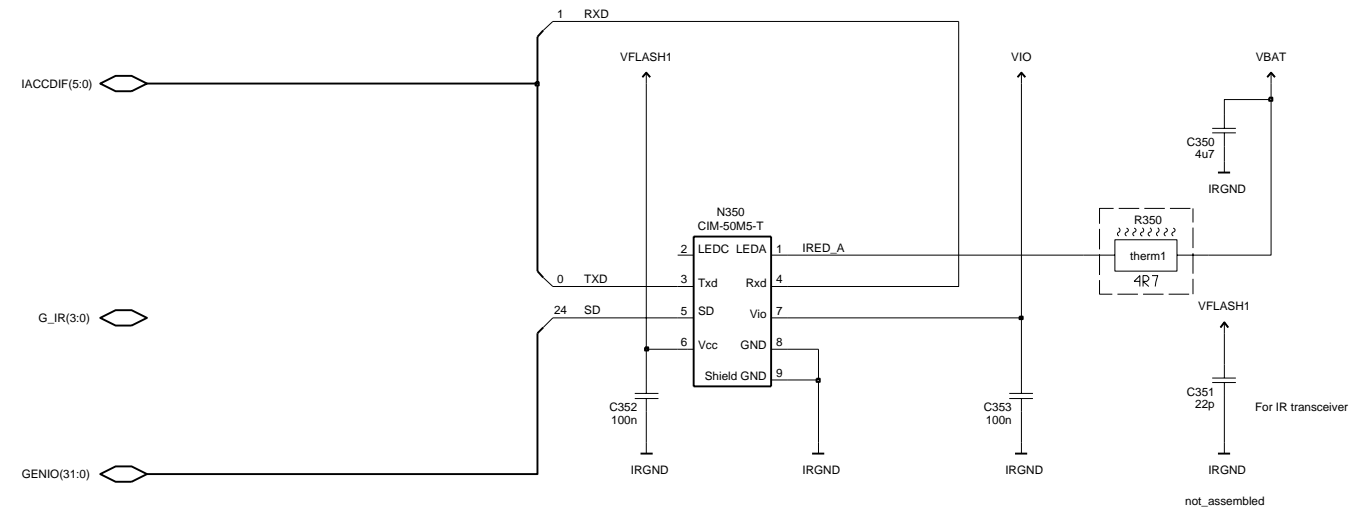 1 RXD
VFLASH1
VIO
VBAT
IACCDIF(5:0)
C350
4u7
IRGND
N350
CIM-50M5-T
R350
2 LEDC LEDA 1 IRED_A
therm1
4R7
0 TXD 3 Txd Rxd 4
24 SD 5 SD Vio 7
G_IR(3:0)
VFLASH1
6 Vcc GND 8
Shield GND 9
C352
100n
C353
100n
C351
22p
For IR transceiver
GENIO(31:0)
IRGND
IRGND
IRGND
IRGND
not_assembled